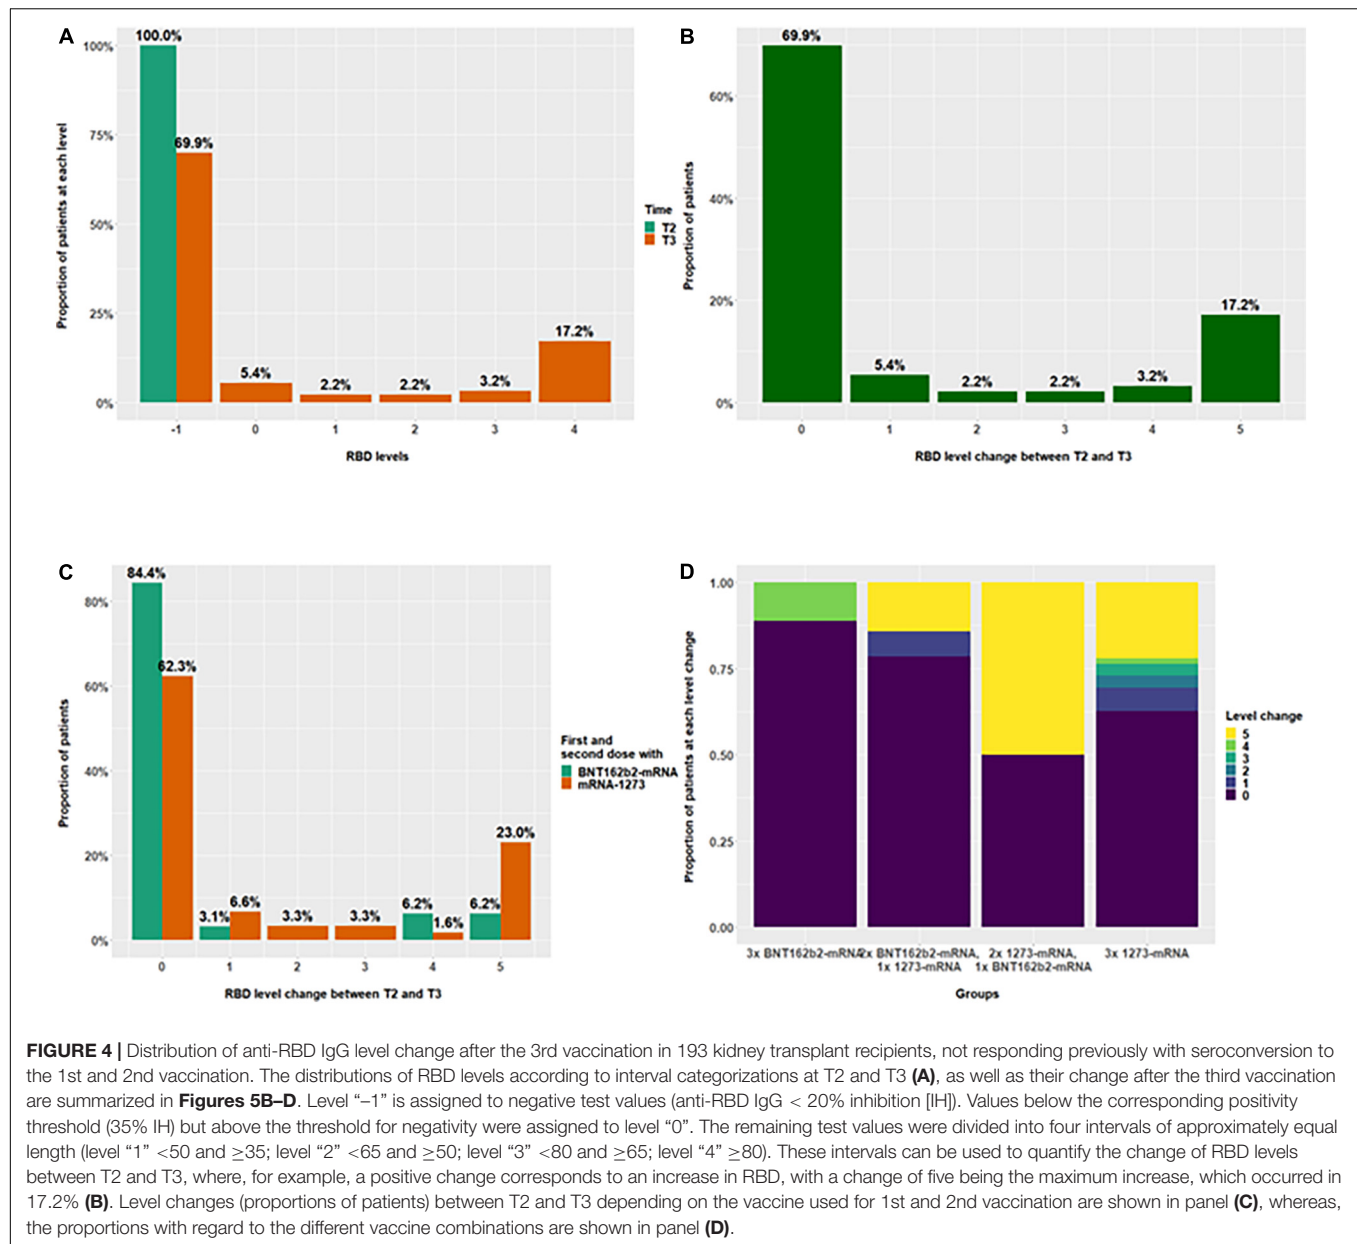 A
100.0%
100%
75%
69.9%
50%
25%
17.2%
5.4%
2.2%
2.2%
3.2%
0%
-1 0 1 2 3 4
RBD levels
Proportion of patients at each level
Time
T2
T3
B
69.9%
60%
40%
20%
17.2%
5.4%
2.2%
2.2%
3.2%
0%
0 1 2 3 4 5
RBD level change between T2 and T3
Proportion of patients
C
84.4%
80%
62.3%
60%
40%
20%
23.0%
3.1%
6.6%
3.3%
3.3%
6.2%
1.6%
6.2%
0%
0 1 2 3 4 5
RBD level change between T2 and T3
Proportion of patients
First and
second dose with
BNT162b2-mRNA
mRNA-1273
D
1.00
0.75
0.50
0.25
0.00
3x BNT162b2-mRNA
2x BNT162b2-mRNA,
1x 1273-mRNA
2x 1273-mRNA,
1x BNT162b2-mRNA
3x 1273-mRNA
Groups
Proportion of patients at each level change
Level change
5
4
3
2
1
0
FIGURE 4 | Distribution of anti-RBD IgG level change after the 3rd vaccination in 193 kidney transplant recipients, not responding previously with seroconversion to
the 1st and 2nd vaccination. The distributions of RBD levels according to interval categorizations at T2 and T3 (A), as well as their change after the third vaccination
are summarized in Figures 5B–D. Level “–1” is assigned to negative test values (anti-RBD IgG < 20% inhibition [IH]). Values below the corresponding positivity
threshold (35% IH) but above the threshold for negativity were assigned to level “0”. The remaining test values were divided into four intervals of approximately equal
length (level “1” <50 and ≥35; level “2” <65 and ≥50; level “3” <80 and ≥65; level “4” ≥80). These intervals can be used to quantify the change of RBD levels
between T2 and T3, where, for example, a positive change corresponds to an increase in RBD, with a change of five being the maximum increase, which occurred in
17.2% (B). Level changes (proportions of patients) between T2 and T3 depending on the vaccine used for 1st and 2nd vaccination are shown in panel (C), whereas,
the proportions with regard to the different vaccine combinations are shown in panel (D).